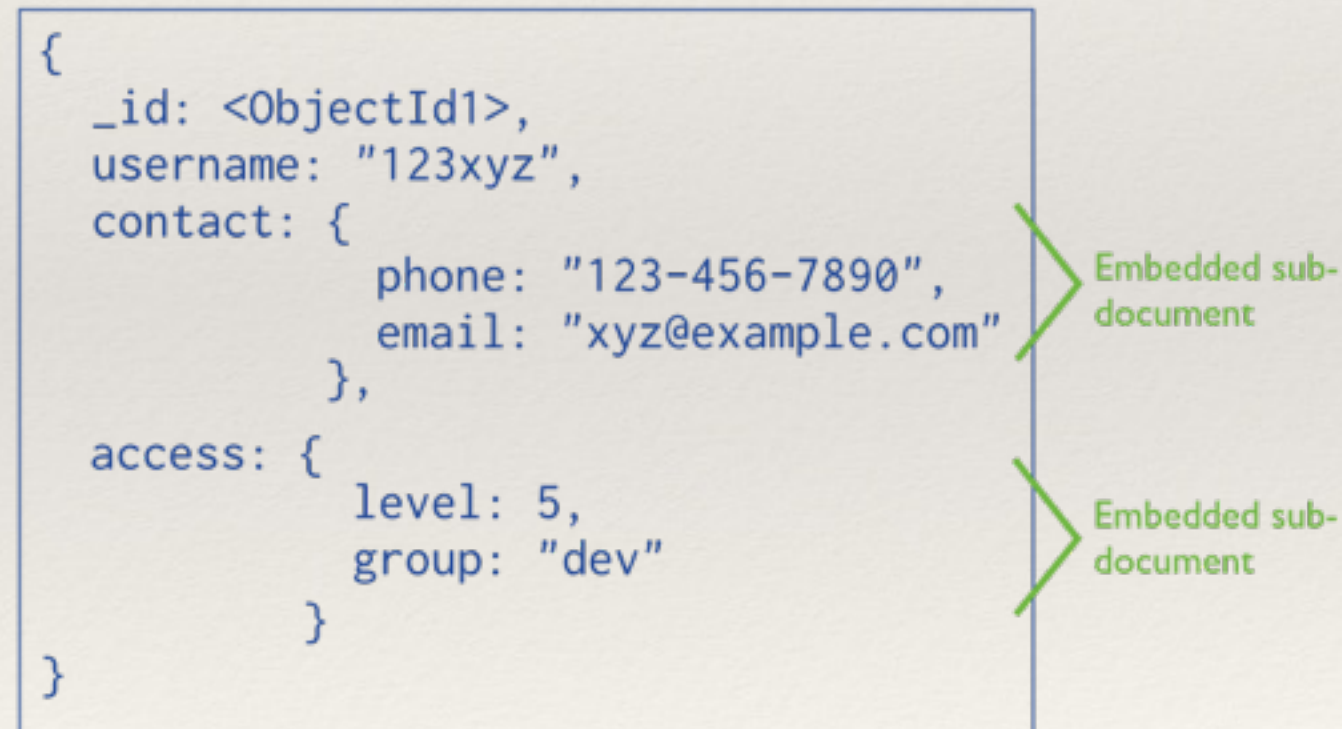 {
_id: <ObjectId1>,
username: "123xyz",
contact: {
phone: "123-456-7890",
email: "xyz@example.com"
},
Embedded sub-
document
access: {
level: 5,
group: "dev"
}
Embedded sub-
document
}